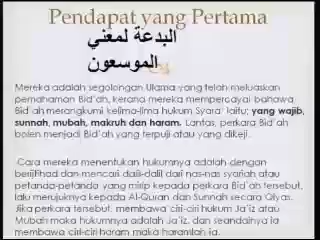 Pendapat yang Pertama
البدعة لمعني
الموسعون
Mereka adalah segolongan Ulama yang telah meluaskan
pemahaman Bid'ah, kerana mereka mempercayai bahawa
Bid'ah merangkumi kelima-lima hukum Syara' iaitu; yang wajib,
sunnah, mubah, makruh dan haram. Lantas, perkara Bid'ah
boleh menjadi Bid'ah yang terpuji atau yang dikeji.
Cara mereka menentukan hukumnya adalah dengan
berijtihad dan mencari dalil-dalil dari nas-nas syariah atau
petanda-petanda yang mirip kepada perkara Bid'ah tersebut,
lalu merujuknya kepada Al-Quran dan Sunnah secara Qiyas.
Jika perkara tersebut, membawa ciri-ciri hukum Ja'iz atau
Mubah maka hukumnya adalah Ja'iz, dan seandainya ia
membawa ciri-ciri haram maka haramlah ia.